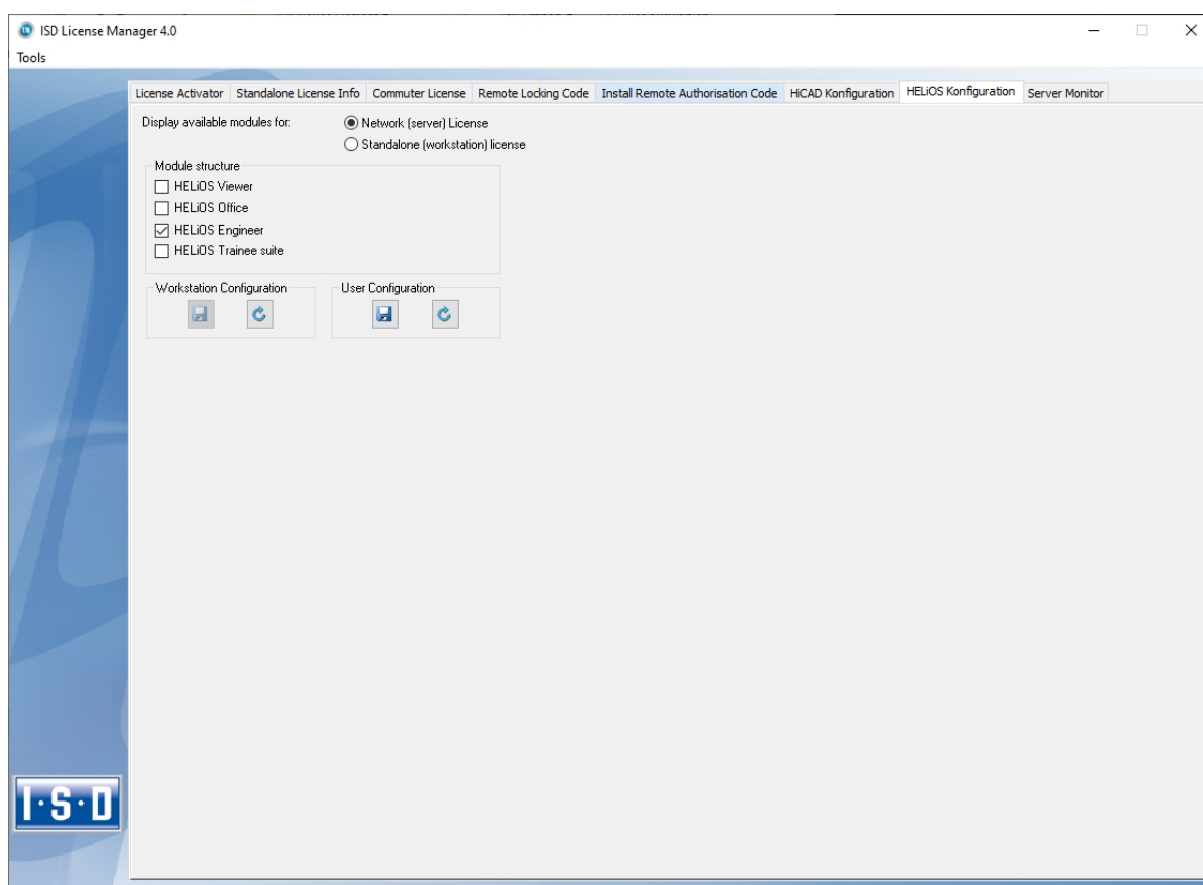 ISD License Manager 4.0
Tools
License Activator Standalone License Info Commuter License Remote Locking Code Install Remote Authorisation Code HiCAD Konfiguration HELiOS Konfiguration Server Monitor
Display available modules for: Network (server) License
Standalone (workstation) license
Module structure
HELiOS Viewer
HELiOS Office
HELiOS Engineer
HELiOS Trainee suite
Workstation Configuration User Configuration
I·S·D